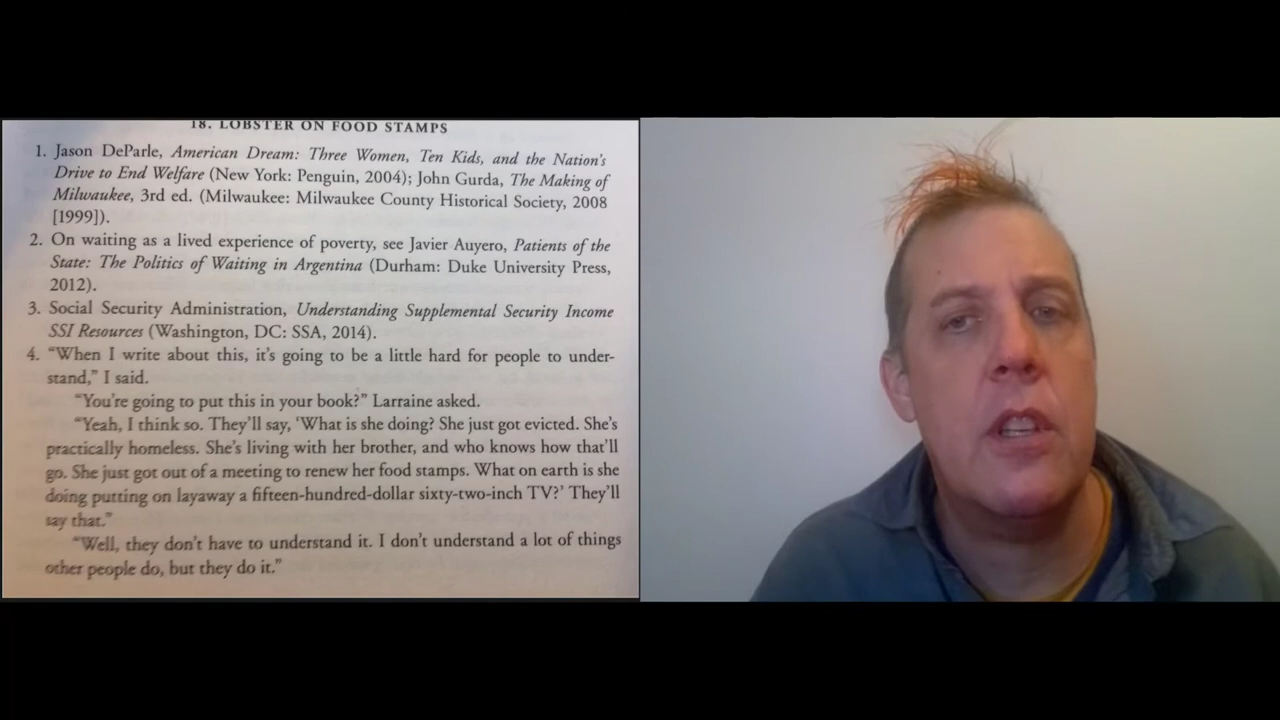 18. LOBSTER ON FOOD STAMPS
1. Jason DeParle, American Dream: Three Women, Ten Kids, and the Nation's
Drive to End Welfare (New York: Penguin, 2004); John Gurda, The Making of
Milwaukee, 3rd ed. (Milwaukee: Milwaukee County Historical Society, 2008
[1999]).
2. On waiting as a lived experience of poverty, see Javier Auyero, Patients of the
State: The Politics of Waiting in Argentina (Durham: Duke University Press,
2012).
3. Social Security Administration, Understanding Supplemental Security Income
SSI Resources (Washington, DC: SSA, 2014).
4. "When I write about this, it's going to be a little hard for people to under-
stand," I said.
"You're going to put this in your book?" Larraine asked.
"Yeah, I think so. They'll say, 'What is she doing? She just got evicted. She's
practically homeless. She's living with her brother, and who knows how that'll
go. She just got out of a meeting to renew her food stamps. What on earth is she
doing putting on layaway a fifteen-hundred-dollar sixty-two-inch TV?' They'll
say that."
"Well, they don't have to understand it. I don't understand a lot of things
other people do, but they do it."